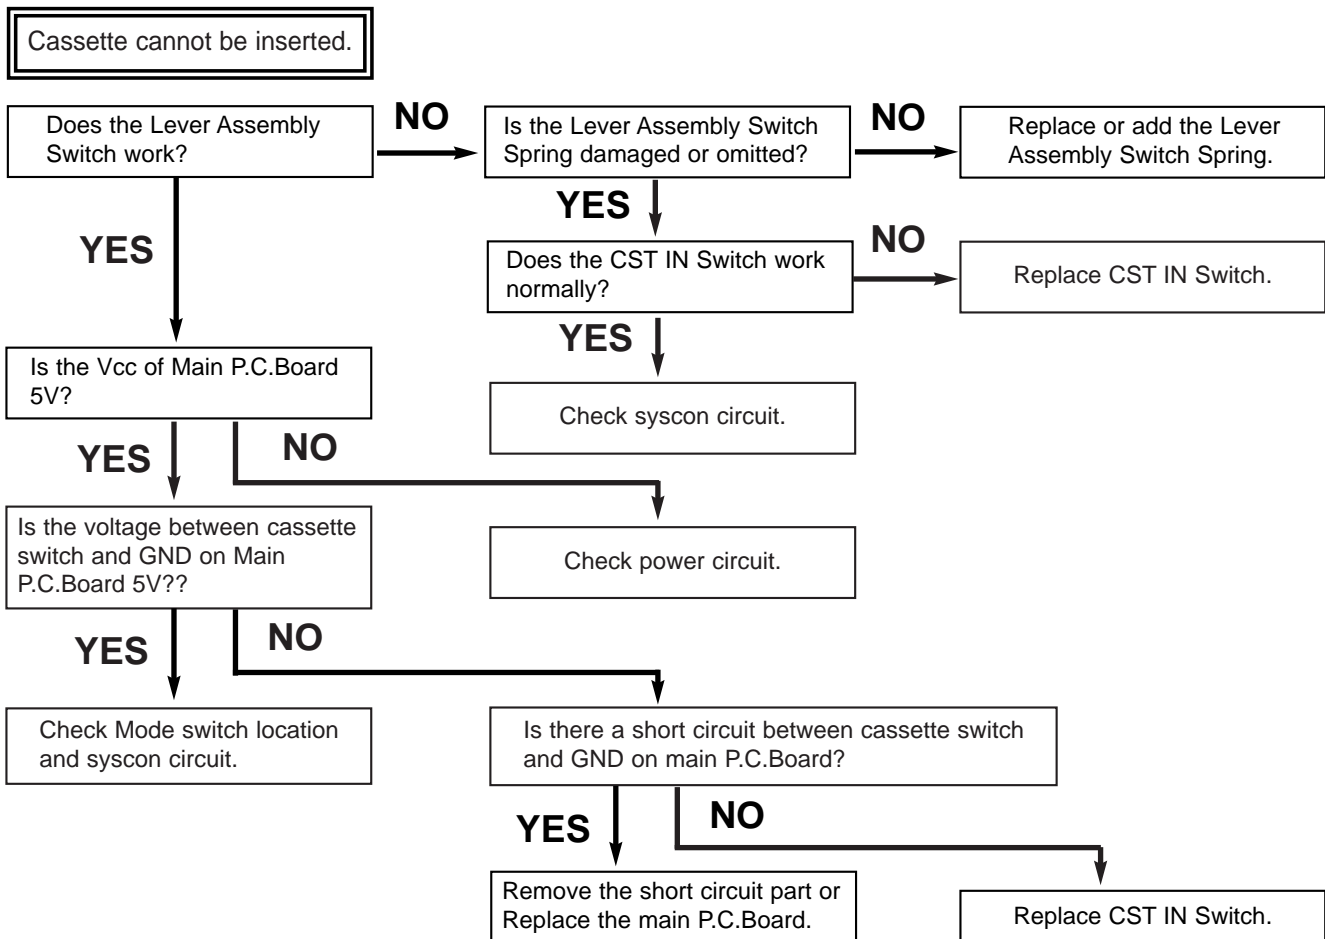 Cassette cannot be inserted.
Does the Lever Assembly
Switch work?
NO
Is the Lever Assembly Switch
Spring damaged or omitted?
NO
Replace or add the Lever
Assembly Switch Spring.
YES
YES
Does the CST IN Switch work
normally?
NO
Replace CST IN Switch.
YES
Is the Vcc of Main P.C.Board
5V?
Check syscon circuit.
YES
NO
Is the voltage between cassette
switch and GND on Main
P.C.Board 5V??
Check power circuit.
YES
NO
Check Mode switch location
and syscon circuit.
Is there a short circuit between cassette switch
and GND on main P.C.Board?
YES
NO
Remove the short circuit part or
Replace the main P.C.Board.
Replace CST IN Switch.